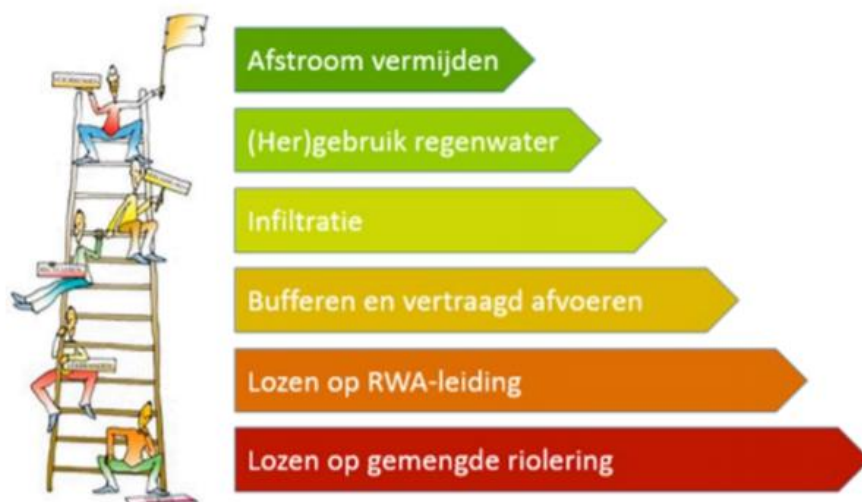 Afstroom vermijden
(Her)gebruik regenwater
Infiltratie
Bufferen en vertraagd afvoeren
Lozen op RWA-leiding
Lozen op gemengde riolering